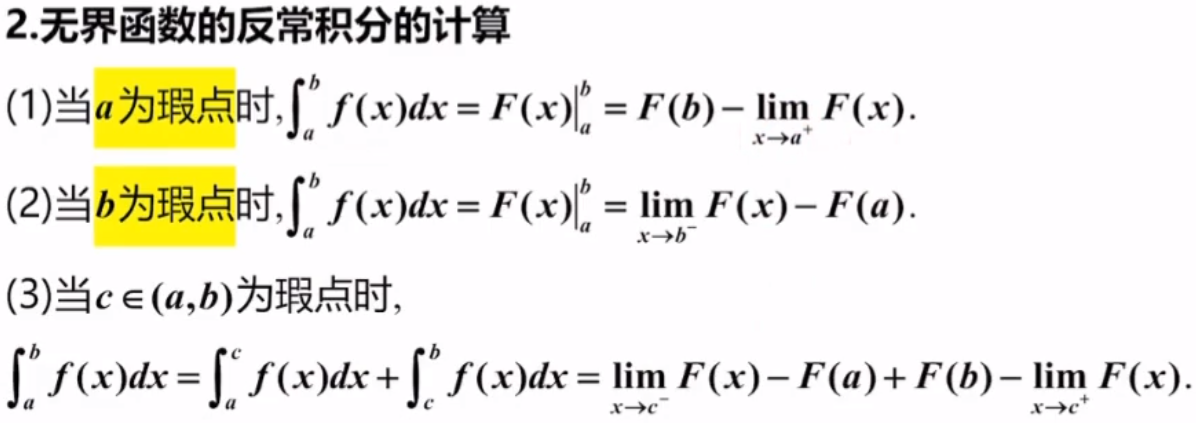 2.无界函数的反常积分的计算
(1)当a为瑕点时,∫_a^b f(x)dx = F(x)|_a^b = F(b) − lim_{x→a⁺} F(x).
(2)当b为瑕点时,∫_a^b f(x)dx = F(x)|_a^b = lim_{x→b⁻} F(x) − F(a).
(3)当c∈(a,b)为瑕点时,
∫_a^b f(x)dx = ∫_a^c f(x)dx + ∫_c^b f(x)dx = lim_{x→c⁻} F(x) − F(a) + F(b) − lim_{x→c⁺} F(x).